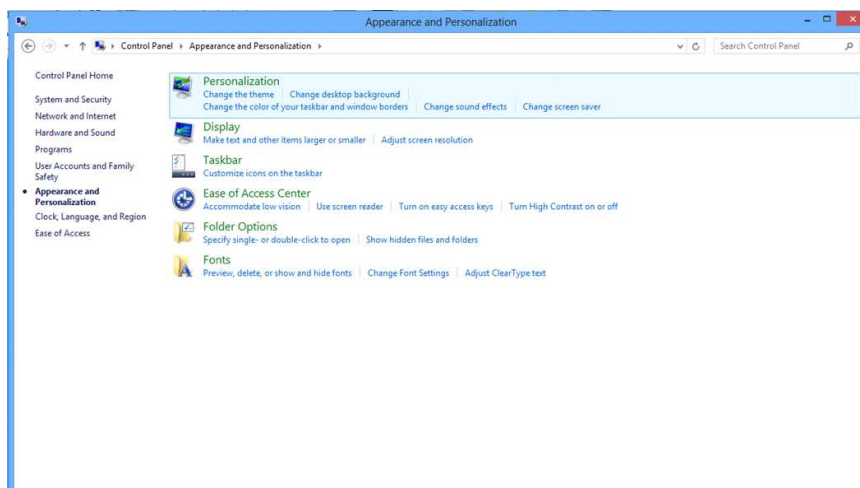 Appearance and Personalization
Control Panel Appearance and Personalization
Search Control Panel
Control Panel Home
System and Security
Network and Internet
Hardware and Sound
Programs
User Accounts and Family
Safety
Appearance and
Personalization
Clock, Language, and Region
Ease of Access
Personalization
Change the theme Change desktop background
Change the color of your taskbar and window borders Change sound effects Change screen saver
Display
Make text and other items larger or smaller Adjust screen resolution
Taskbar
Customize icons on the taskbar
Ease of Access Center
Accommodate low vision Use screen reader Turn on easy access keys Turn High Contrast on or off
Folder Options
Specify single- or double-click to open Show hidden files and folders
Fonts
Preview, delete, or show and hide fonts Change Font Settings Adjust ClearType text